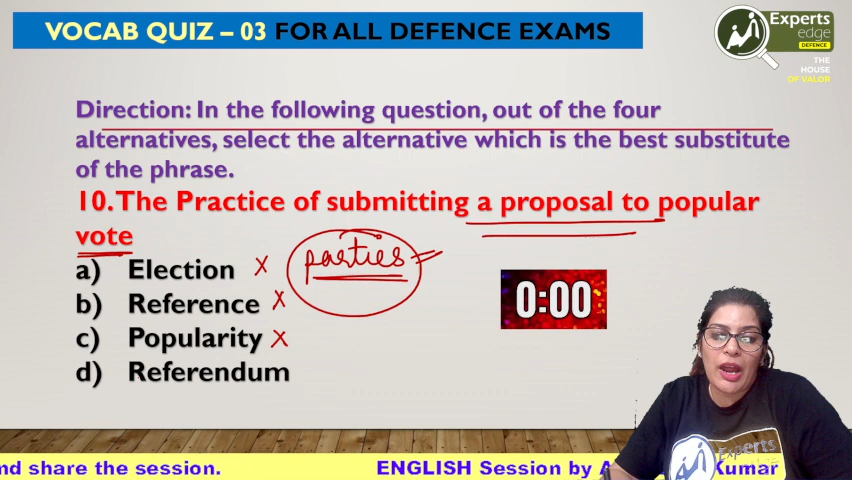 VOCAB QUIZ – 03 FOR ALL DEFENCE EXAMS
Experts
edge
DEFENCE
THE
HOUSE
OF VALOR
Direction: In the following question, out of the four
alternatives, select the alternative which is the best substitute
of the phrase.
10. The Practice of submitting a proposal to popular
vote
a) Election x
b) Reference x
c) Popularity x
d) Referendum
parties
0:00
Experts
nd share the session.
ENGLISH Session by A Kumar